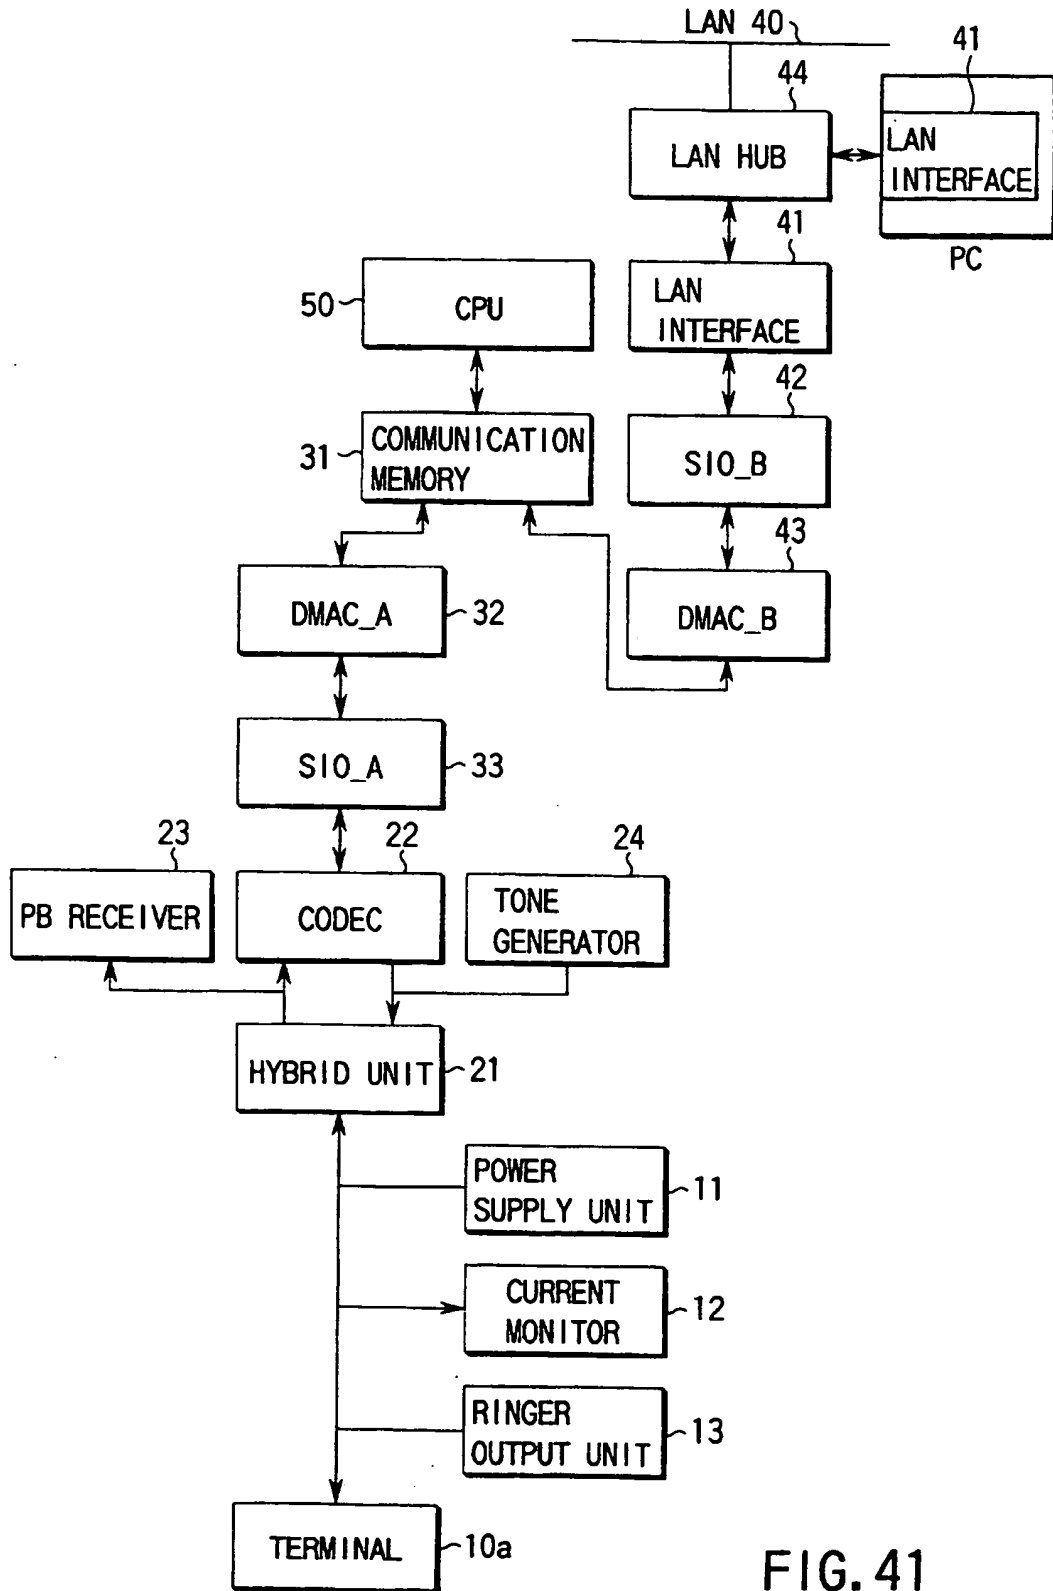 LAN 40
41
44
LAN HUB
LAN
INTERFACE
PC
41
LAN
INTERFACE
50
CPU
42
SIO_B
31
COMMUNICATION
MEMORY
43
DMAC_B
DMAC_A
32
SIO_A
33
23
PB RECEIVER
22
CODEC
24
TONE
GENERATOR
HYBRID UNIT
21
POWER
SUPPLY UNIT
11
CURRENT
MONITOR
12
RINGER
OUTPUT UNIT
13
TERMINAL
10a
FIG. 41